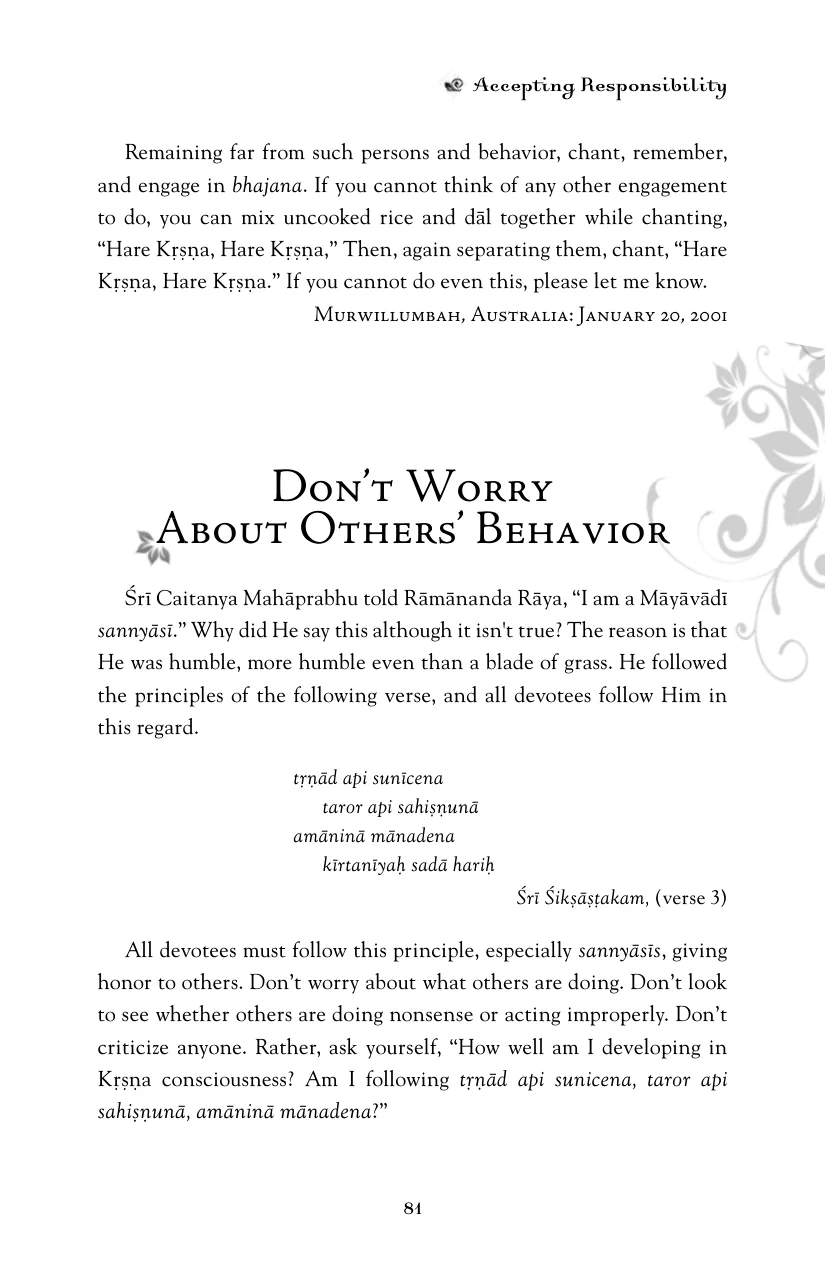 Accepting Responsibility
Remaining far from such persons and behavior, chant, remember,
and engage in bhajana. If you cannot think of any other engagement
to do, you can mix uncooked rice and dāl together while chanting,
“Hare Kṛṣṇa, Hare Kṛṣṇa,” Then, again separating them, chant, “Hare
Kṛṣṇa, Hare Kṛṣṇa.” If you cannot do even this, please let me know.
Murwillumbah, Australia: January 20, 2001
Don’t Worry
About Others’ Behavior
Śrī Caitanya Mahāprabhu told Rāmānanda Rāya, “I am a Māyāvādī
sannyāsī.” Why did He say this although it isn't true? The reason is that
He was humble, more humble even than a blade of grass. He followed
the principles of the following verse, and all devotees follow Him in
this regard.
tṛṇād api sunīcena
taror api sahiṣṇunā
amāninā mānadena
kīrtanīyaḥ sadā hariḥ
Śrī Śikṣāṣṭakam, (verse 3)
All devotees must follow this principle, especially sannyāsīs, giving
honor to others. Don’t worry about what others are doing. Don’t look
to see whether others are doing nonsense or acting improperly. Don’t
criticize anyone. Rather, ask yourself, “How well am I developing in
Kṛṣṇa consciousness? Am I following tṛṇād api sunicena, taror api
sahiṣṇunā, amāninā mānadena?”
81